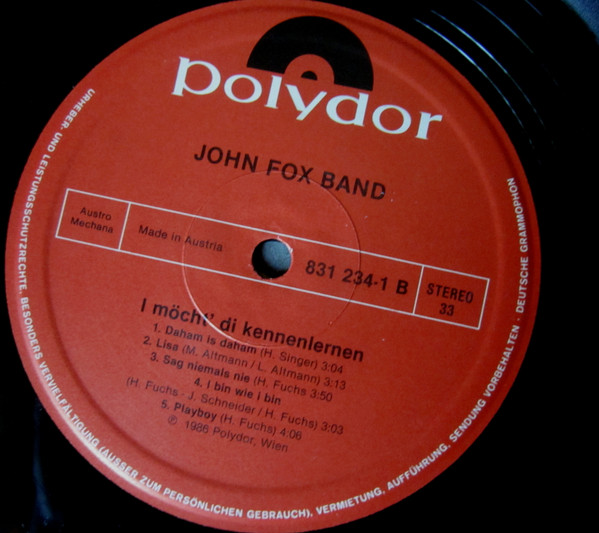 polydor
JOHN FOX BAND
Austro
Mechana
Made in Austria
831 234-1 B
STEREO
33
I möcht' di kennenlernen
1. Daham is daham (H. Singer) 3:04
2. Lisa (M. Altmann / L. Altmann) 3:13
3. Sag niemals nie (H. Fuchs 3:50
4. I bin wie i bin
(H. Fuchs - J. Schneider / H. Fuchs) 3:03
5. Playboy (H. Fuchs) 4:06
℗ 1986 Polydor, Wien
URHEBER- UND LEISTUNGSSCHUTZRECHTE, BESONDERS VERVIELFÄLTIGUNG (AUSSER ZUM PERSÖNLICHEN GEBRAUCH), VERMIETUNG, AUFFÜHRUNG, SENDUNG VORBEHALTEN · DEUTSCHE GRAMMOPHON